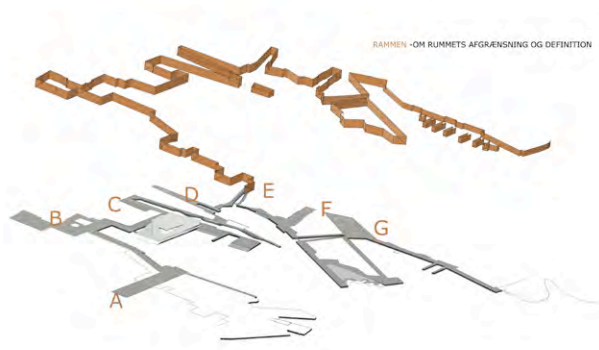 RAMMEN -OM RUMMETS AFGRÆNSNING OG DEFINITION
D
E
C
F
B
G
A